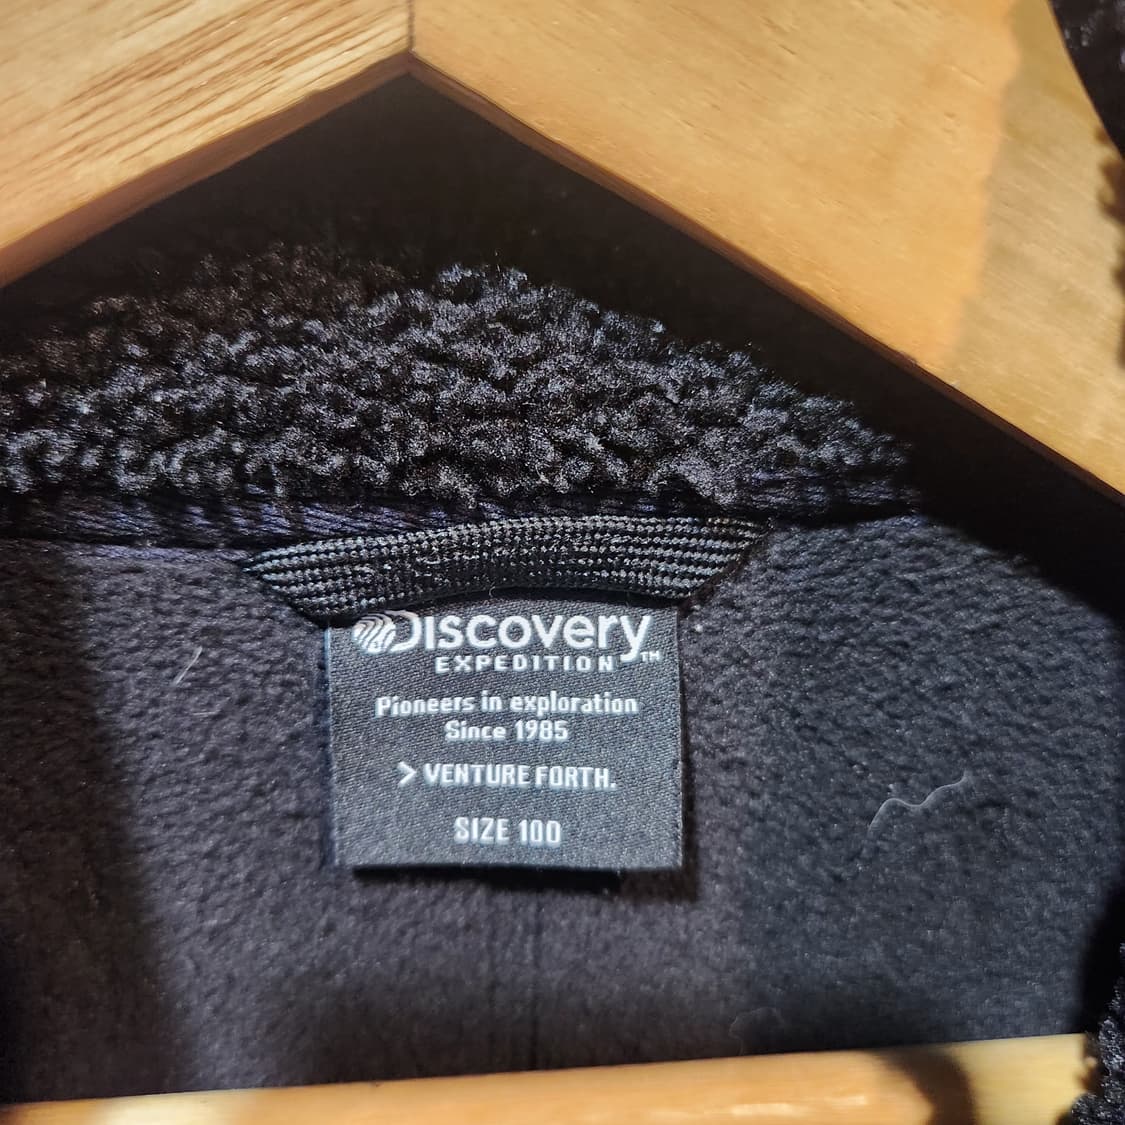 Discovery
EXPEDITION™
Pioneers in exploration
Since 1985
> VENTURE FORTH.
SIZE 100